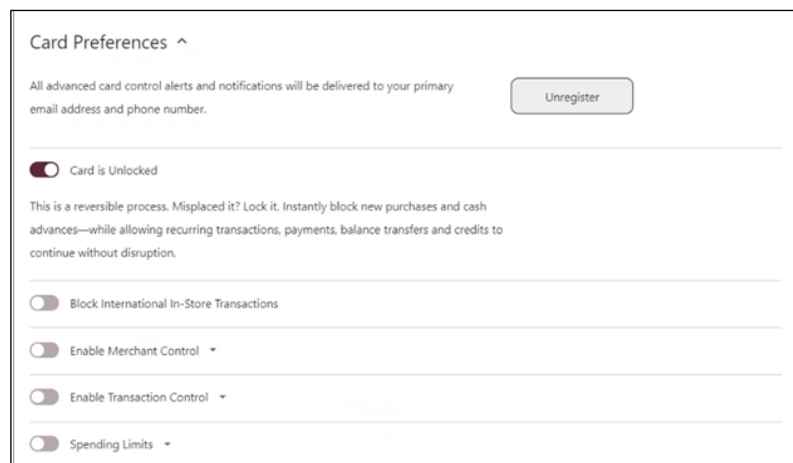 Card Preferences
All advanced card control alerts and notifications will be delivered to your primary
email address and phone number.
Unregister
Card is Unlocked
This is a reversible process. Misplaced it? Lock it. Instantly block new purchases and cash
advances—while allowing recurring transactions, payments, balance transfers and credits to
continue without disruption.
Block International In-Store Transactions
Enable Merchant Control
Enable Transaction Control
Spending Limits